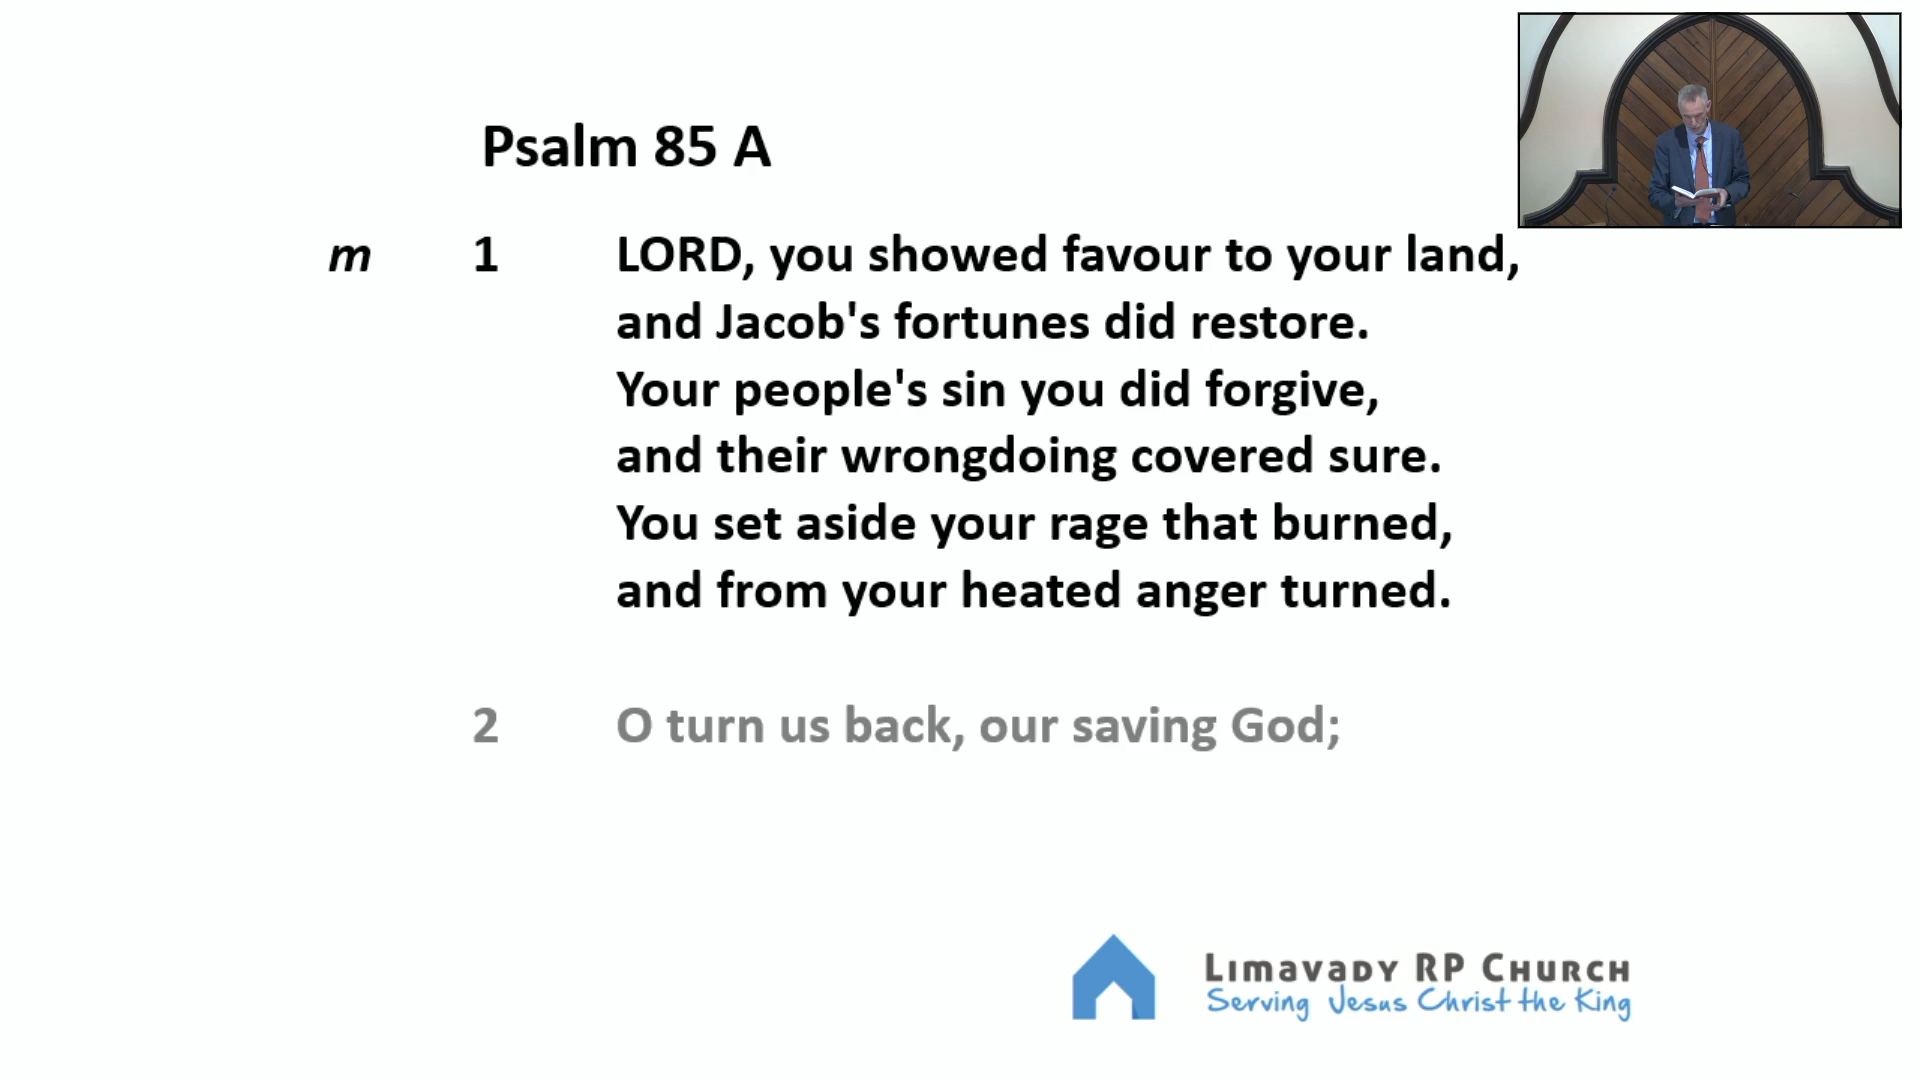 Psalm 85 A
m 1 LORD, you showed favour to your land,
and Jacob's fortunes did restore.
Your people's sin you did forgive,
and their wrongdoing covered sure.
You set aside your rage that burned,
and from your heated anger turned.
2 O turn us back, our saving God;
LIMAVADY RP CHURCH
Serving Jesus Christ the King